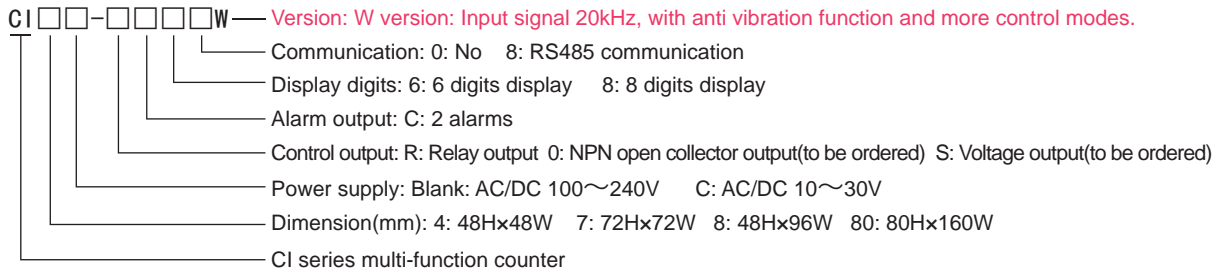 CI□□-□□□□W Version: W version: Input signal 20kHz, with anti vibration function and more control modes.
Communication: 0: No 8: RS485 communication
Display digits: 6: 6 digits display 8: 8 digits display
Alarm output: C: 2 alarms
Control output: R: Relay output 0: NPN open collector output(to be ordered) S: Voltage output(to be ordered)
Power supply: Blank: AC/DC 100～240V C: AC/DC 10～30V
Dimension(mm): 4: 48H×48W 7: 72H×72W 8: 48H×96W 80: 80H×160W
CI series multi-function counter